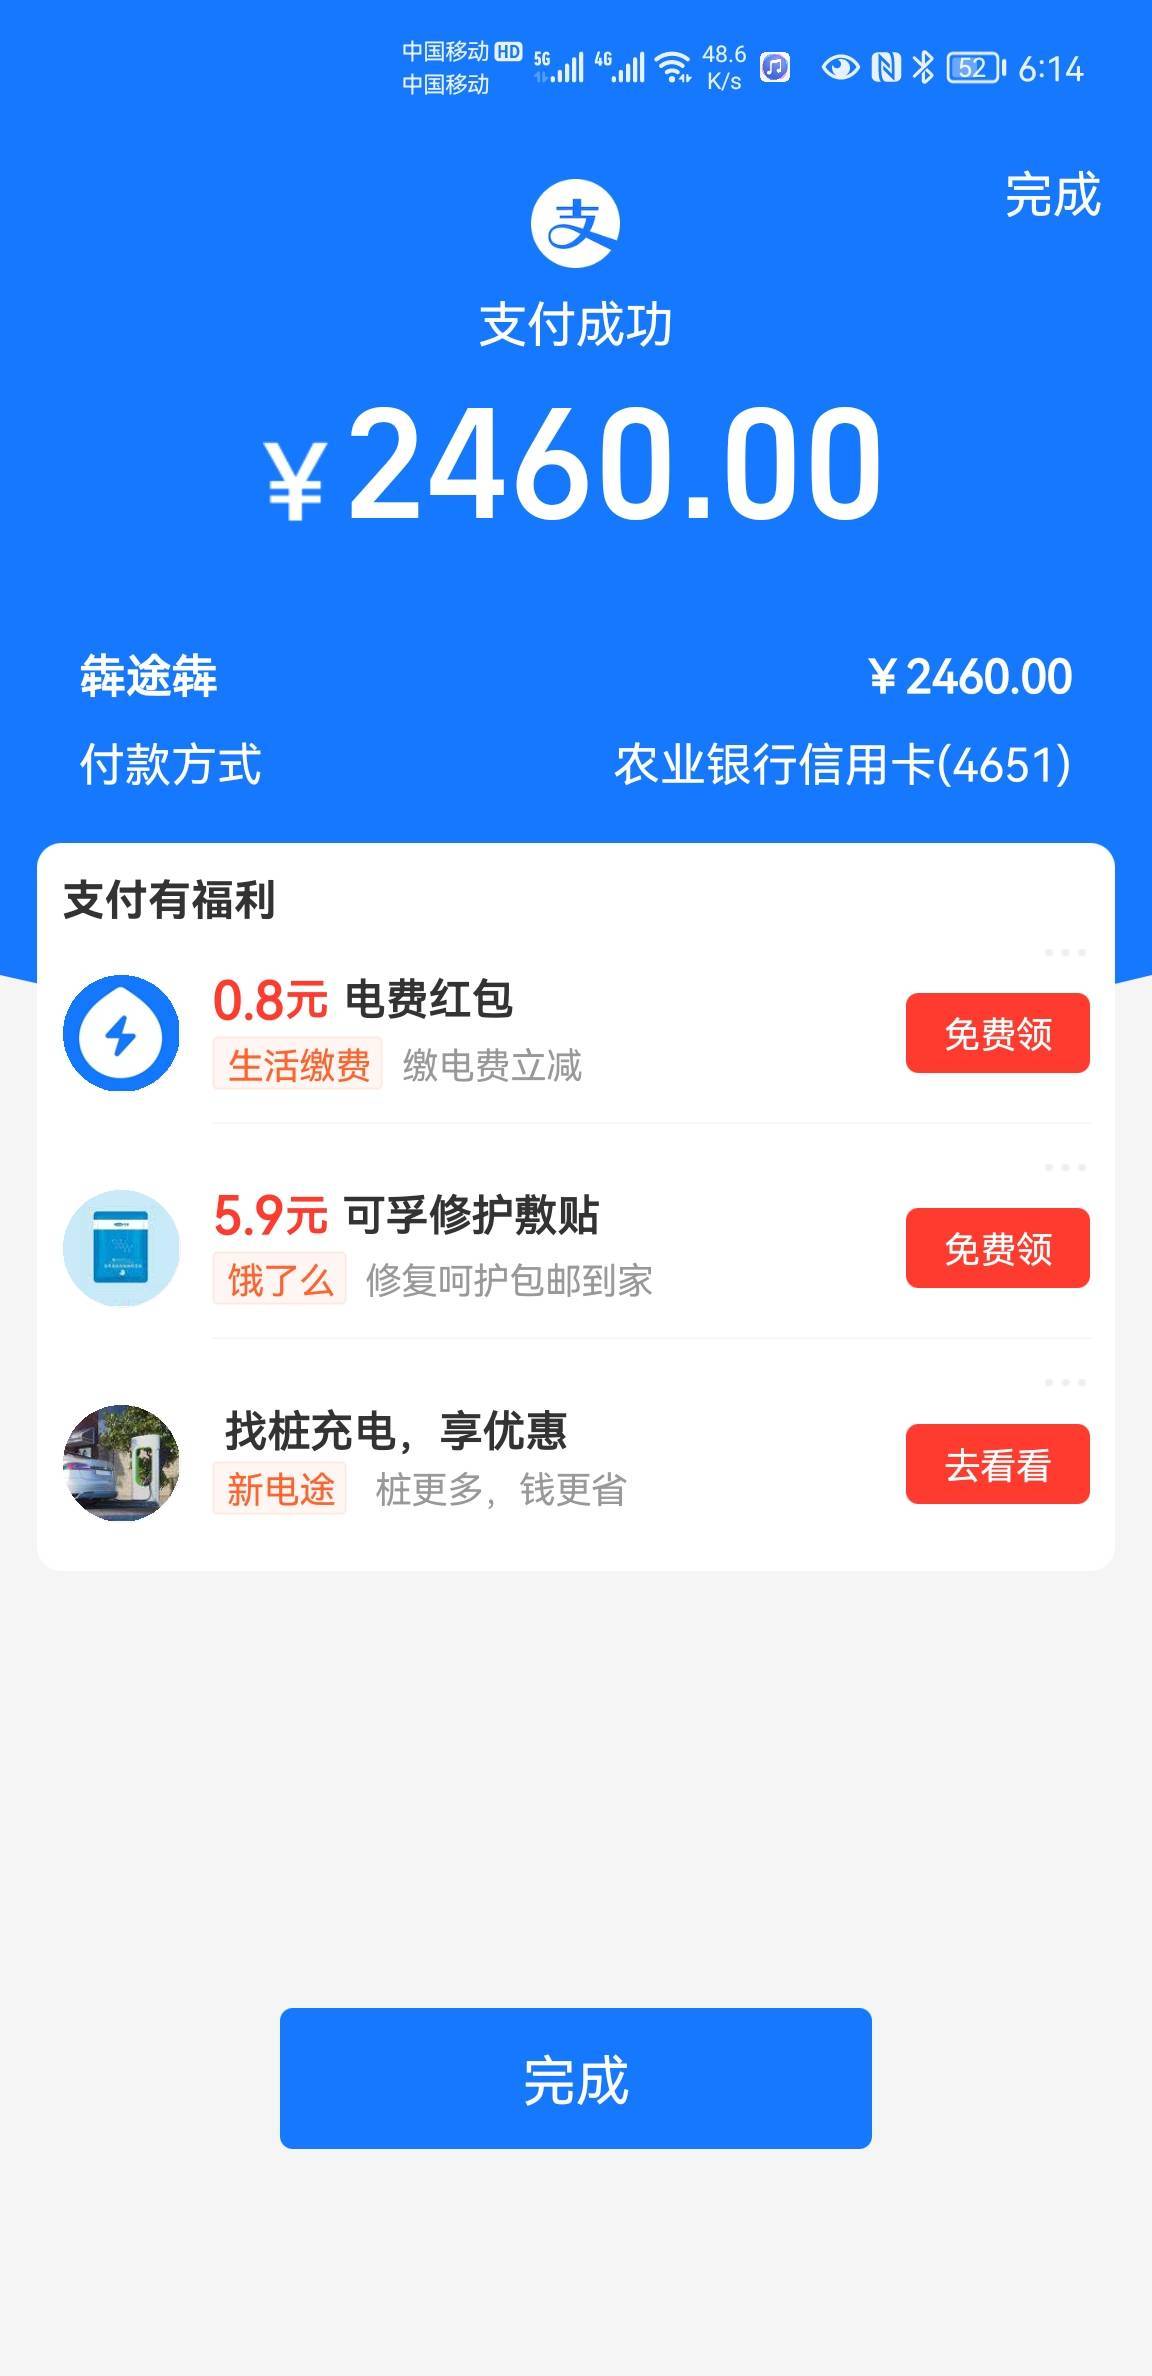 中国移动 HD 5G 4G 48.6 52 6:14
中国移动 K/s
完成
支付成功
¥2460.00
犇途犇 ¥2460.00
付款方式 农业银行信用卡(4651)
支付有福利
0.8元 电费红包
生活缴费 缴电费立减
免费领
5.9元 可孚修护敷贴
饿了么 修复呵护包邮到家
免费领
找桩充电，享优惠
新电途 桩更多，钱更省
去看看
完成